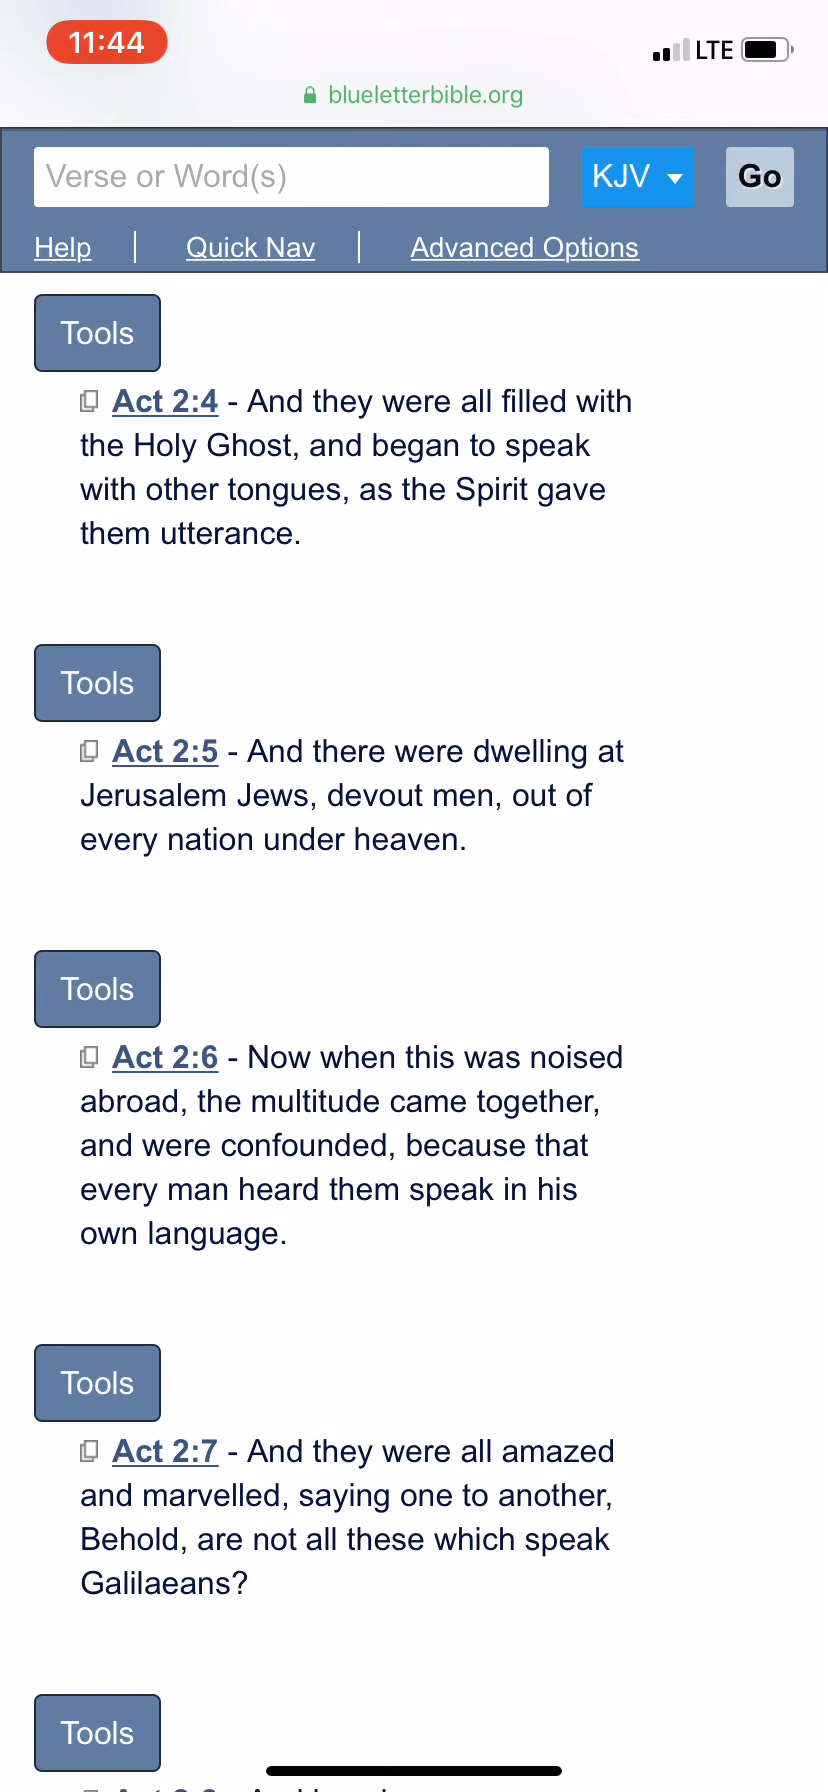 11:44
LTE
blueletterbible.org
Verse or Word(s)
KJV
Go
Help
Quick Nav
Advanced Options
Tools
Act 2:4 - And they were all filled with
the Holy Ghost, and began to speak
with other tongues, as the Spirit gave
them utterance.
Tools
Act 2:5 - And there were dwelling at
Jerusalem Jews, devout men, out of
every nation under heaven.
Tools
Act 2:6 - Now when this was noised
abroad, the multitude came together,
and were confounded, because that
every man heard them speak in his
own language.
Tools
Act 2:7 - And they were all amazed
and marvelled, saying one to another,
Behold, are not all these which speak
Galilaeans?
Tools